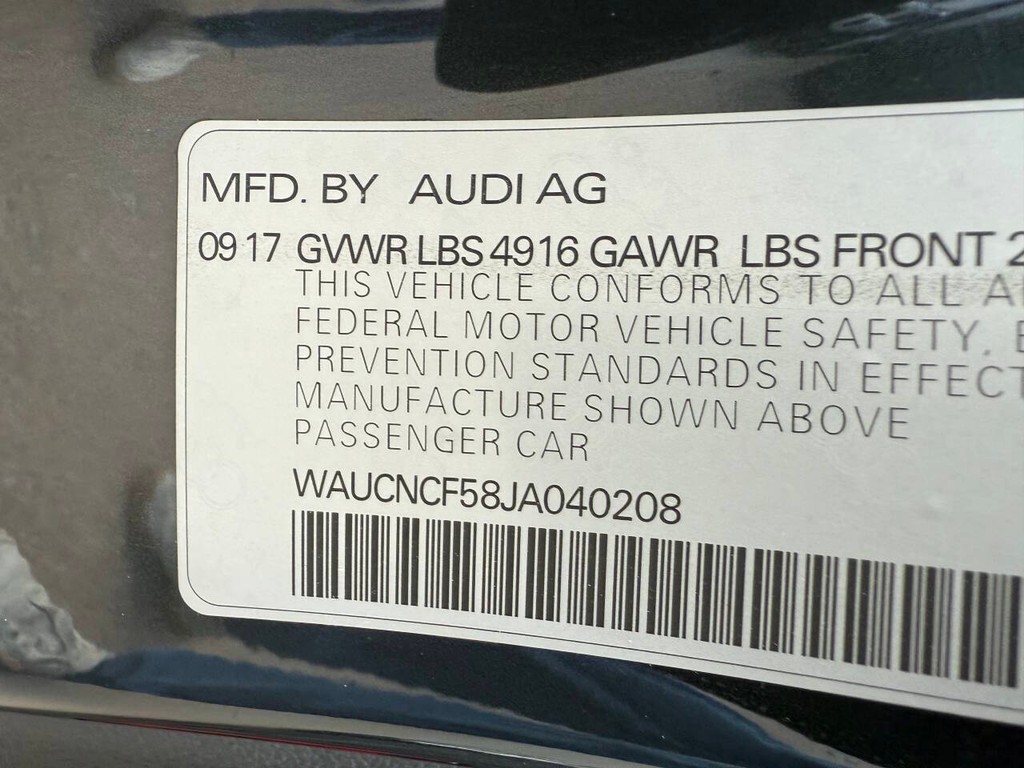 MFD. BY AUDI AG
09 17 GVWR LBS 4916 GAWR LBS FRONT 2
THIS VEHICLE CONFORMS TO ALL A
FEDERAL MOTOR VEHICLE SAFETY,
PREVENTION STANDARDS IN EFFECT
MANUFACTURE SHOWN ABOVE
PASSENGER CAR
WAUCNCF58JA040208